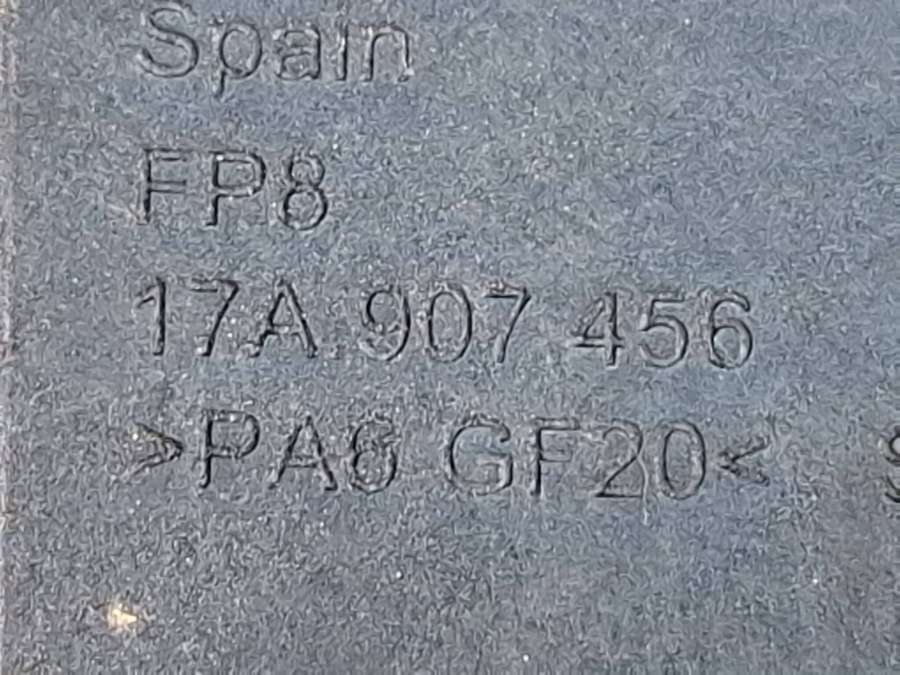 Spain
FP8
17A 907 456
>PA6 GF20<